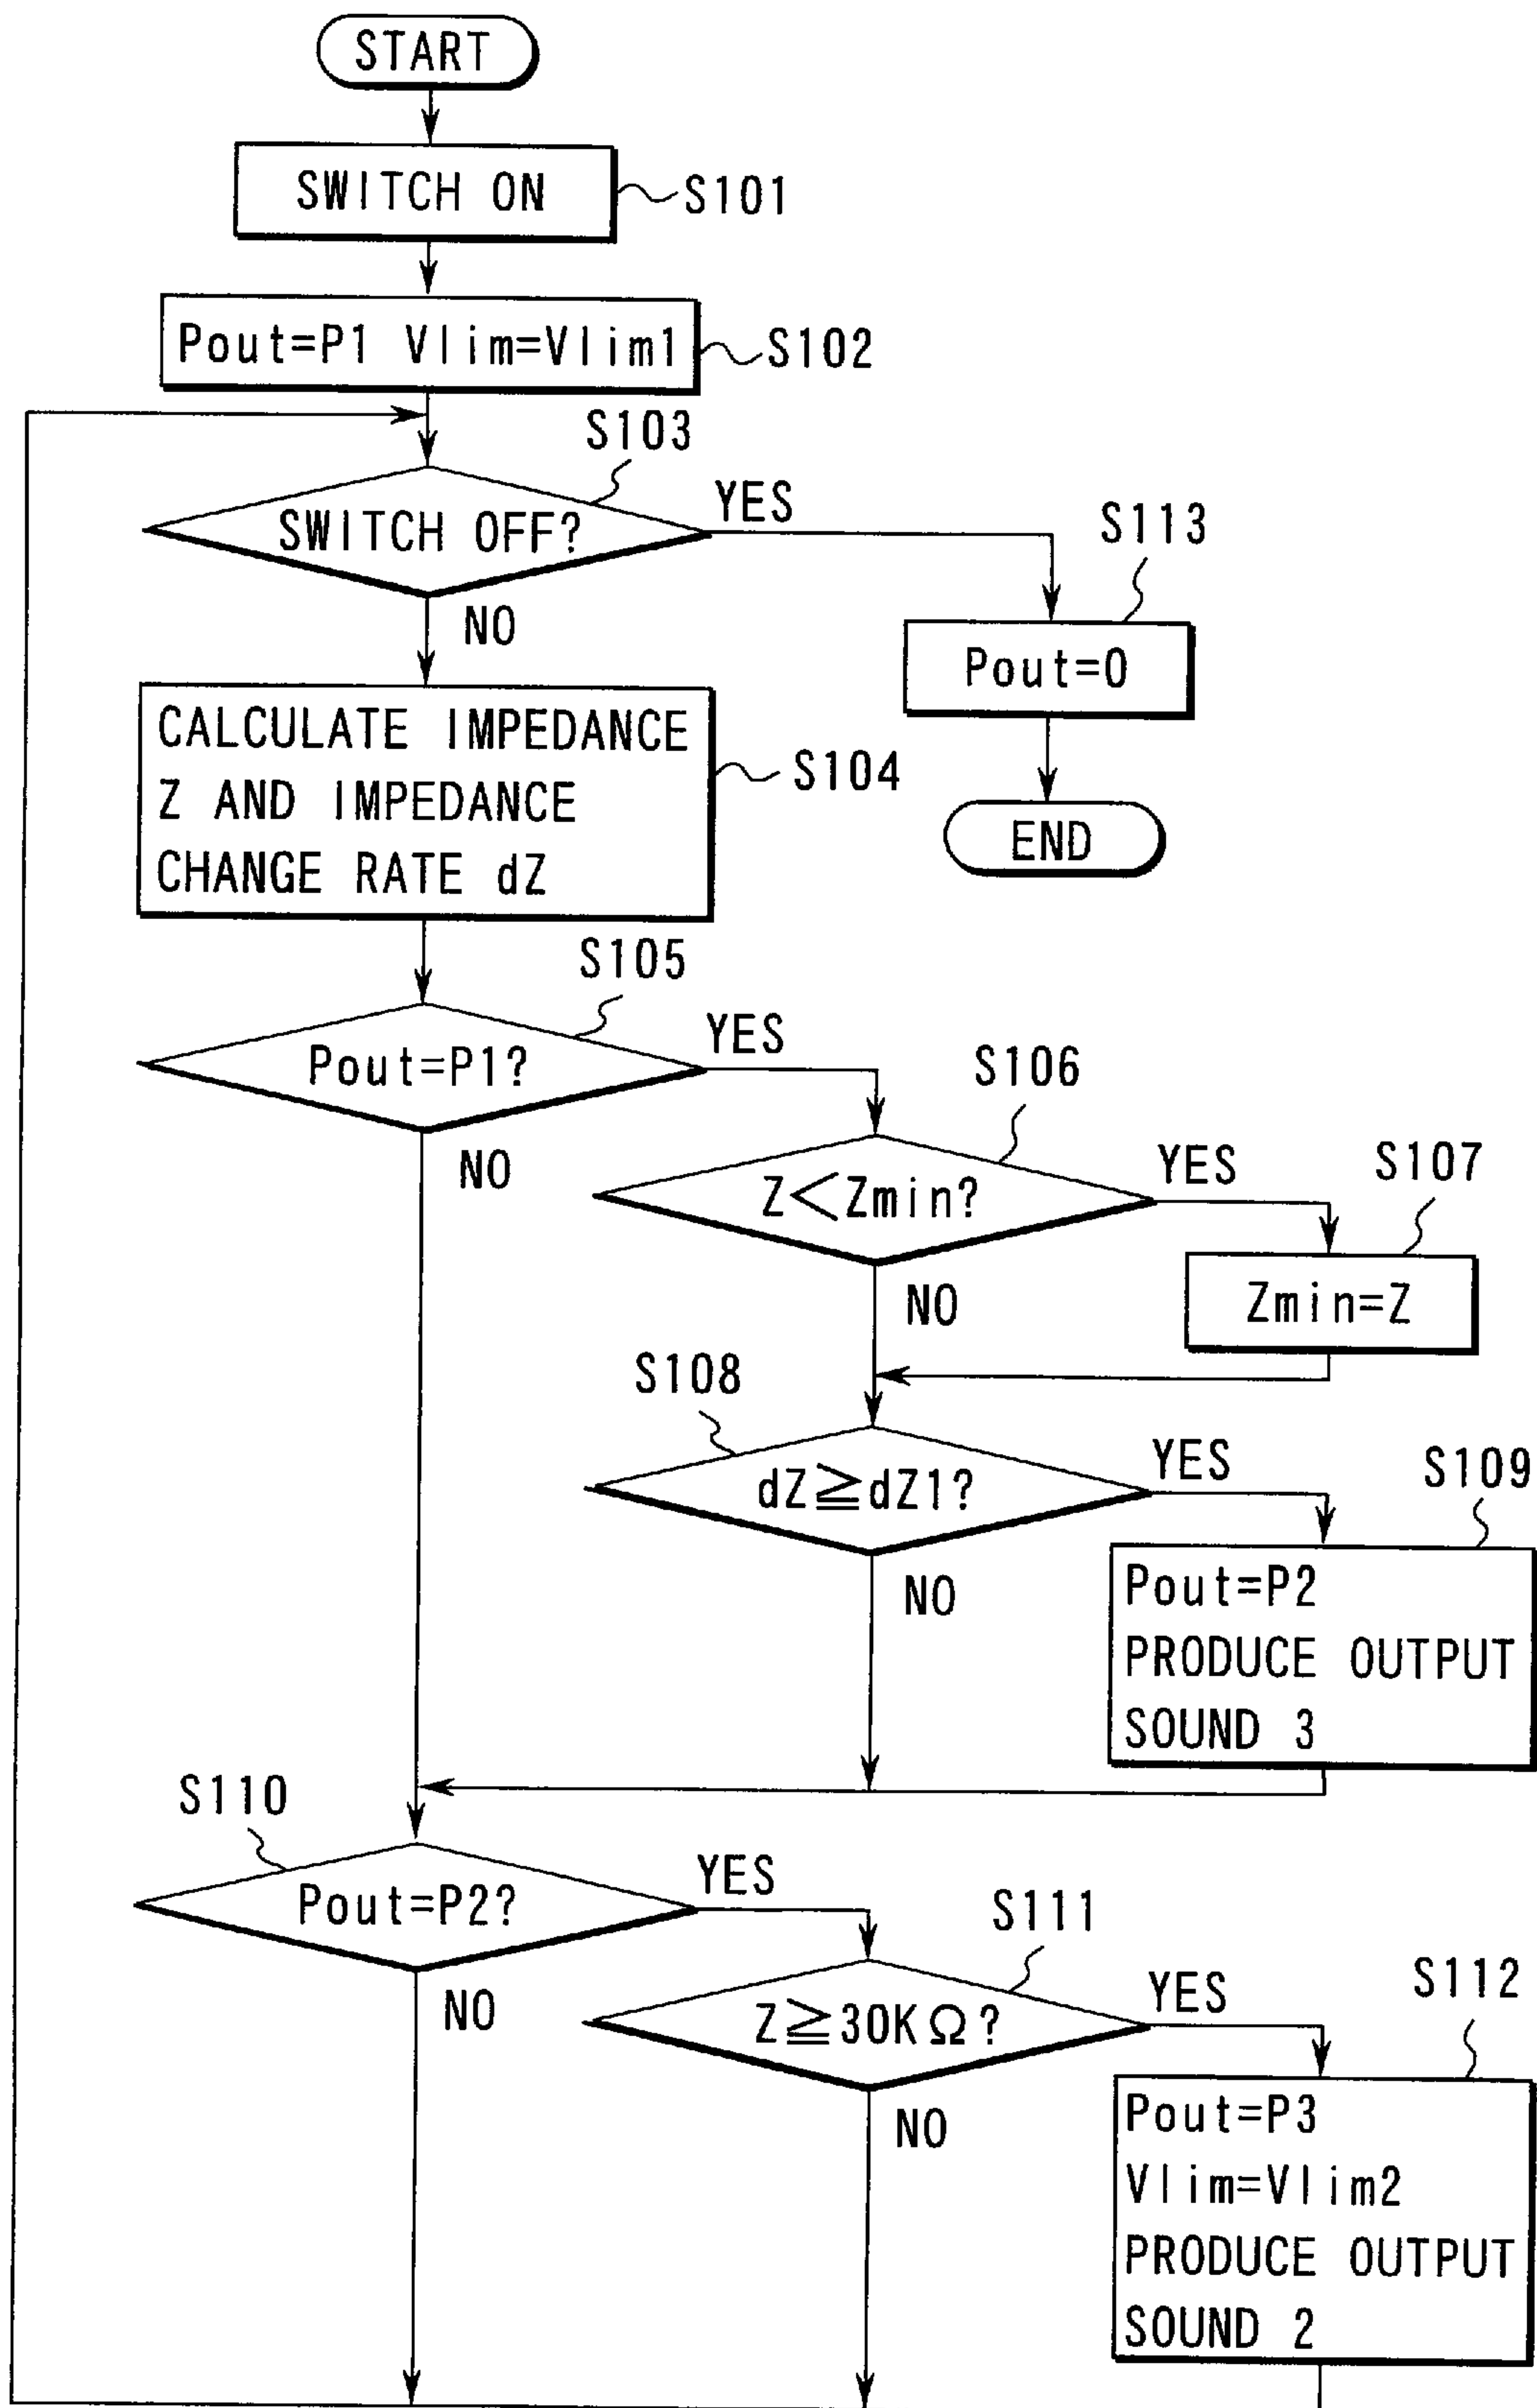 START
SWITCH ON
S101
Pout=P1 Vlim=Vlim1
S102
S103
SWITCH OFF?
YES
NO
S113
Pout=0
END
CALCULATE IMPEDANCE
Z AND IMPEDANCE
CHANGE RATE dZ
S104
S105
Pout=P1?
YES
NO
S106
Z<Zmin?
YES
NO
S107
Zmin=Z
S108
dZ≧dZ1?
YES
NO
S109
Pout=P2
PRODUCE OUTPUT
SOUND 3
S110
Pout=P2?
YES
NO
S111
Z≧30KΩ?
YES
NO
S112
Pout=P3
Vlim=Vlim2
PRODUCE OUTPUT
SOUND 2